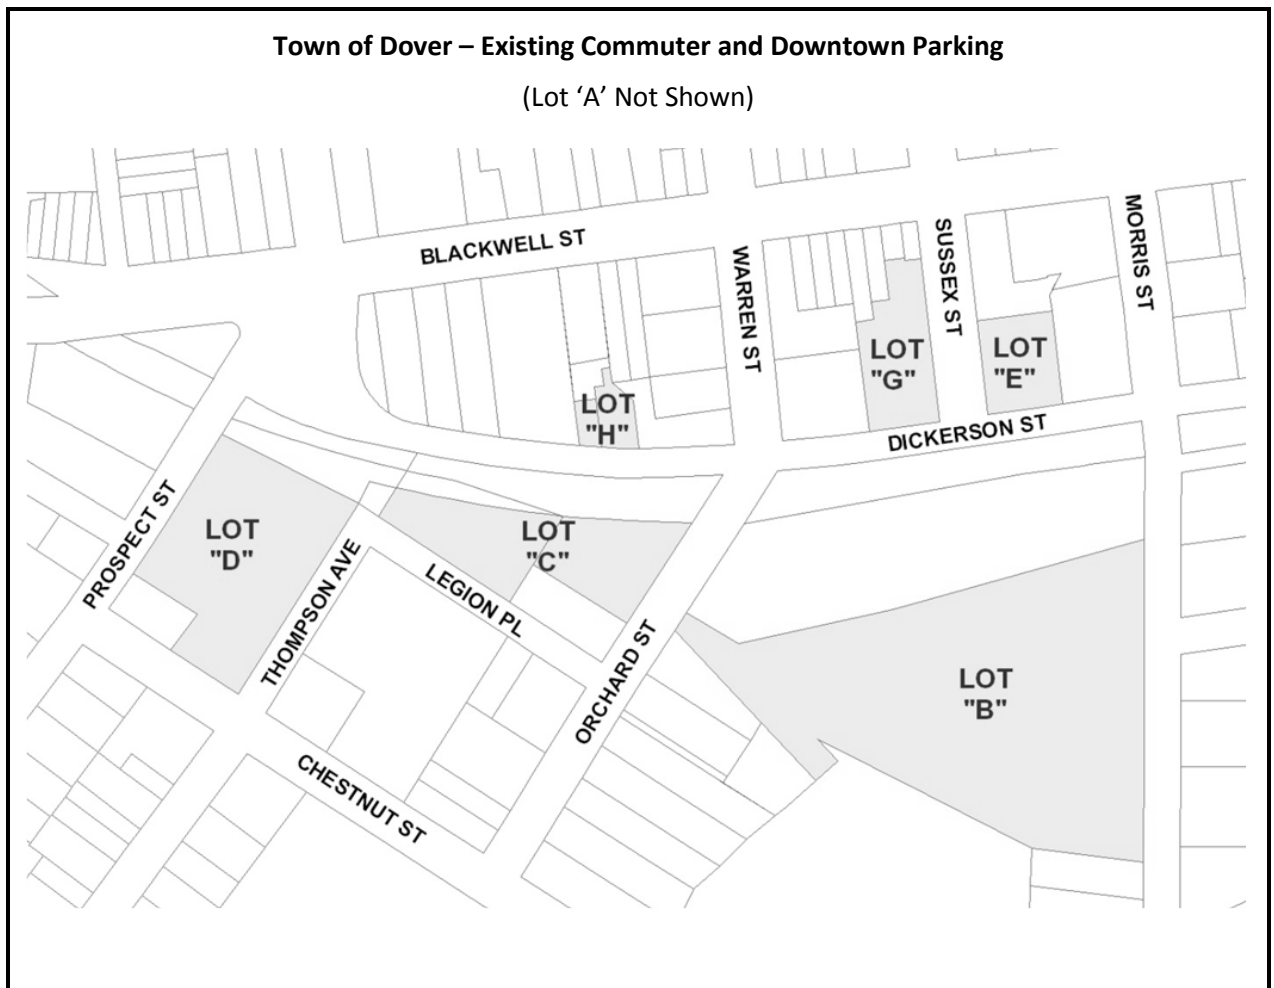 Town of Dover – Existing Commuter and Downtown Parking
(Lot ‘A’ Not Shown)
BLACKWELL ST
WARREN ST
SUSSEX ST
MORRIS ST
LOT
"G"
LOT
"E"
LOT
"H"
DICKERSON ST
PROSPECT ST
LOT
"D"
THOMPSON AVE
LOT
"C"
LEGION PL
ORCHARD ST
LOT
"B"
CHESTNUT ST